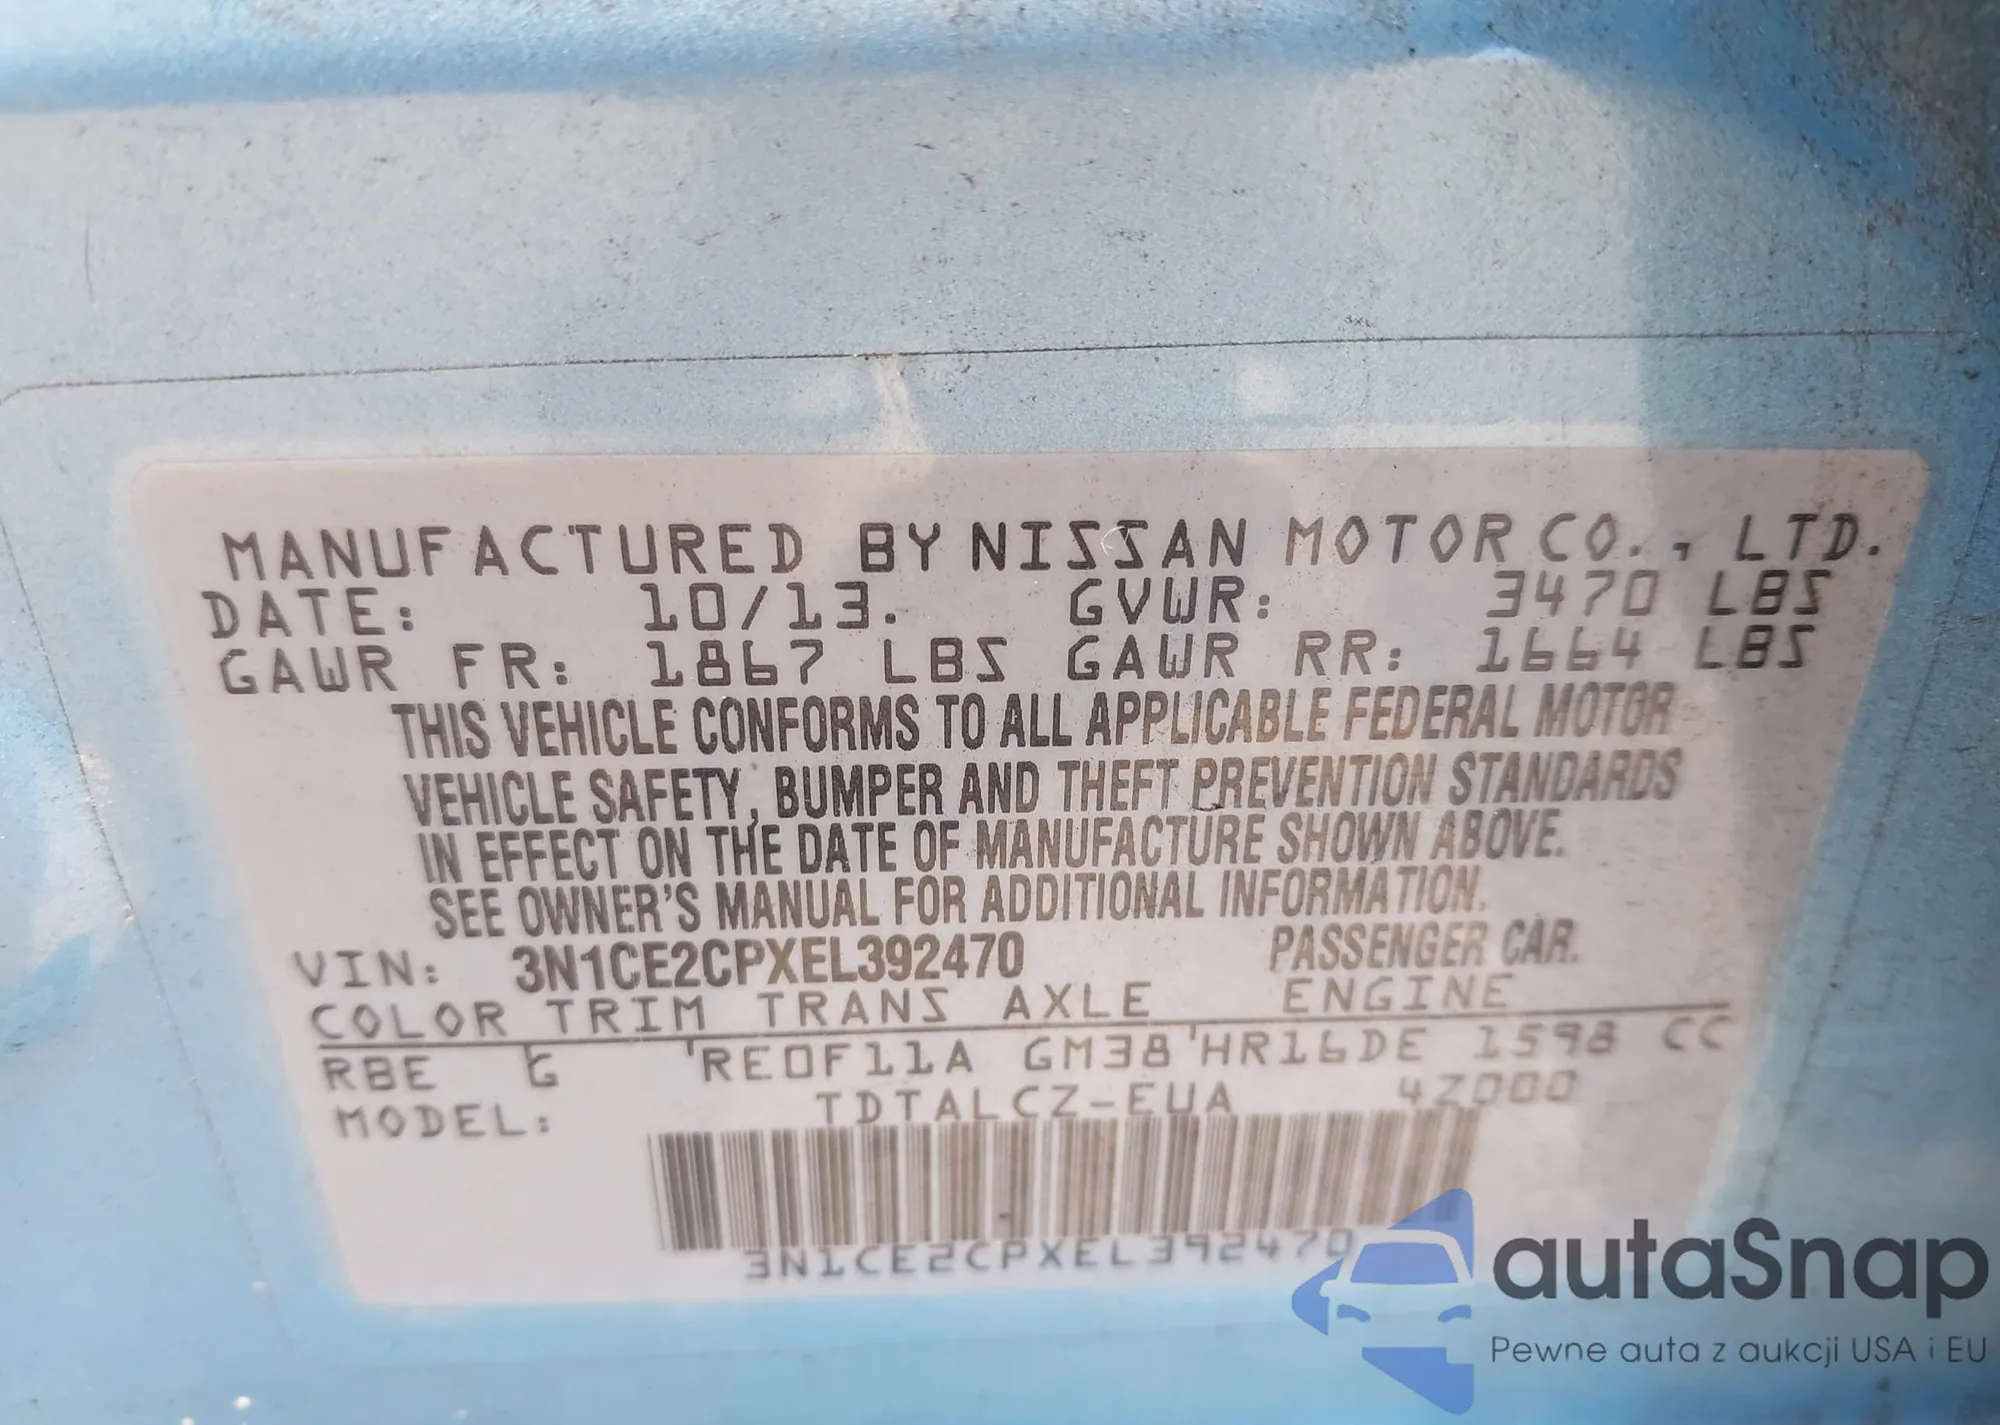 MANUFACTURED BY NISSAN MOTOR CO., LTD.
DATE: 10/13. GVWR: 3470 LBS
GAWR FR: 1867 LBS GAWR RR: 1664 LBS
THIS VEHICLE CONFORMS TO ALL APPLICABLE FEDERAL MOTOR
VEHICLE SAFETY, BUMPER AND THEFT PREVENTION STANDARDS
IN EFFECT ON THE DATE OF MANUFACTURE SHOWN ABOVE.
SEE OWNER'S MANUAL FOR ADDITIONAL INFORMATION.
VIN: 3N1CE2CPXEL392470 PASSENGER CAR.
COLOR TRIM TRANS AXLE ENGINE
RBE G RE0F11A GM38 HR16DE 1598 CC
MODEL: TDTALCZ-EUA 4Z000
3N1CE2CPXEL392470
autaSnap
Pewne auta z aukcji USA i EU